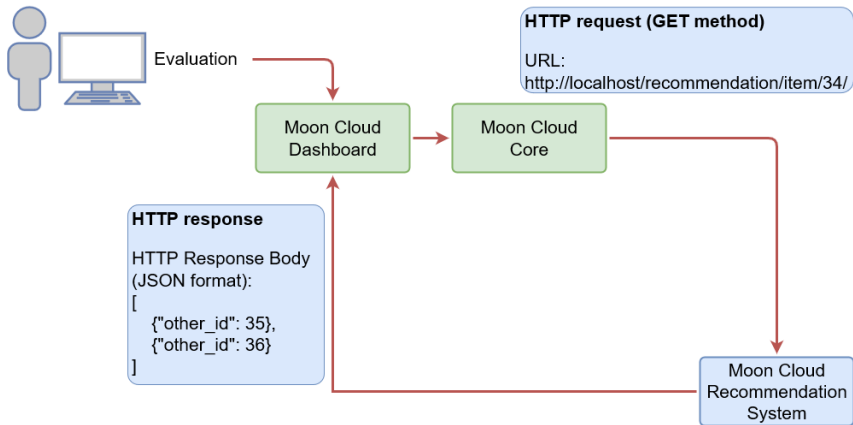 HTTP request (GET method)
URL:
http://localhost/recommendation/item/34/
Evaluation
Moon Cloud
Dashboard
Moon Cloud
Core
HTTP response
HTTP Response Body
(JSON format):
[
{"other_id": 35},
{"other_id": 36}
]
Moon Cloud
Recommendation
System